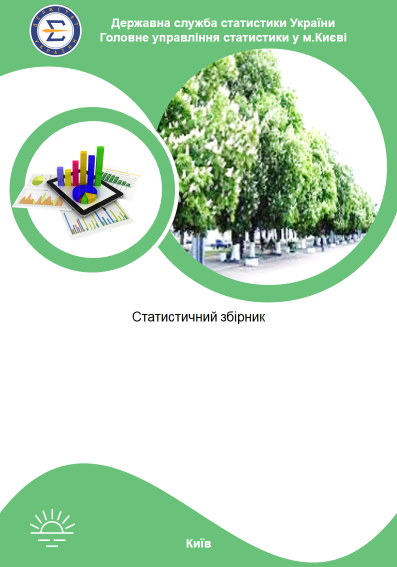 Державна служба статистики України
Головне управління статистики у м.Києві
Статистичний збірник
Київ